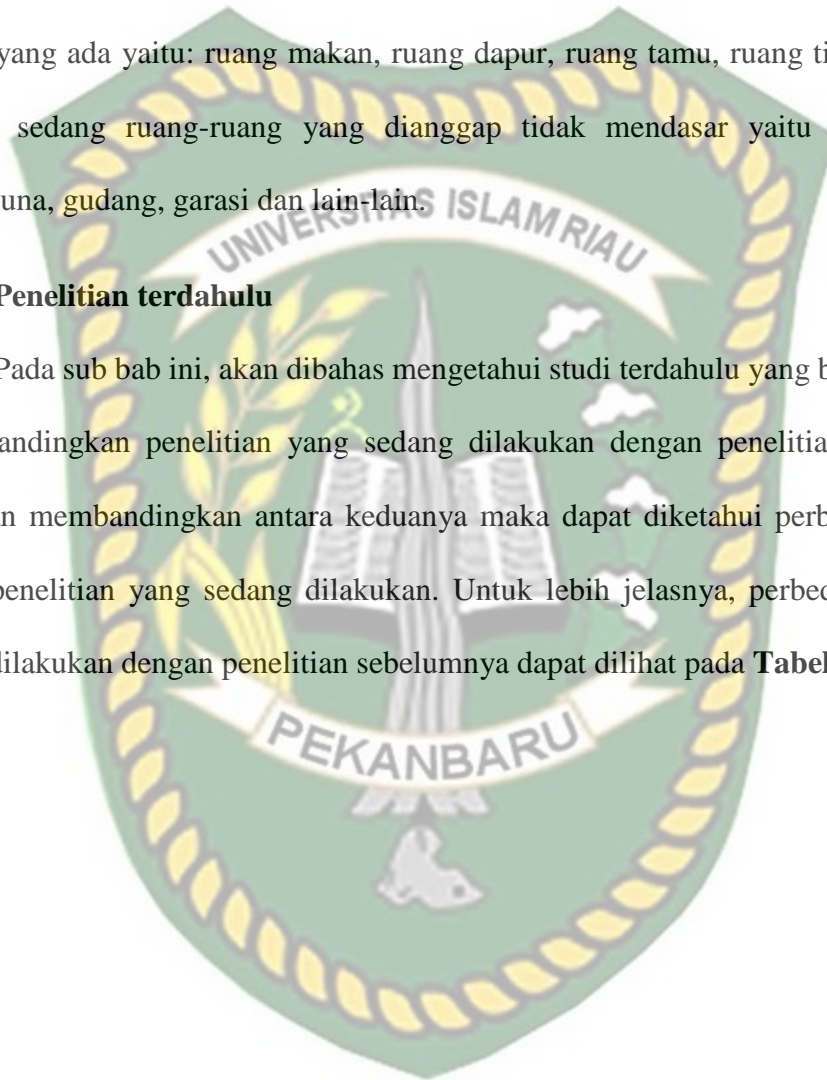 yang ada yaitu: ruang makan, ruang dapur, ruang tamu, ruang
sedang ruang-ruang yang dianggap tidak mendasar yaitu
una, gudang, garasi dan lain-lain.
UNIVERSITAS ISLAM RIAU
Penelitian terdahulu
Pada sub bab ini, akan dibahas mengetahui studi terdahulu yang
andingkan penelitian yang sedang dilakukan dengan penelitia
n membandingkan antara keduanya maka dapat diketahui perb
penelitian yang sedang dilakukan. Untuk lebih jelasnya, perbed
dilakukan dengan penelitian sebelumnya dapat dilihat pada Tabel
PEKANBARU